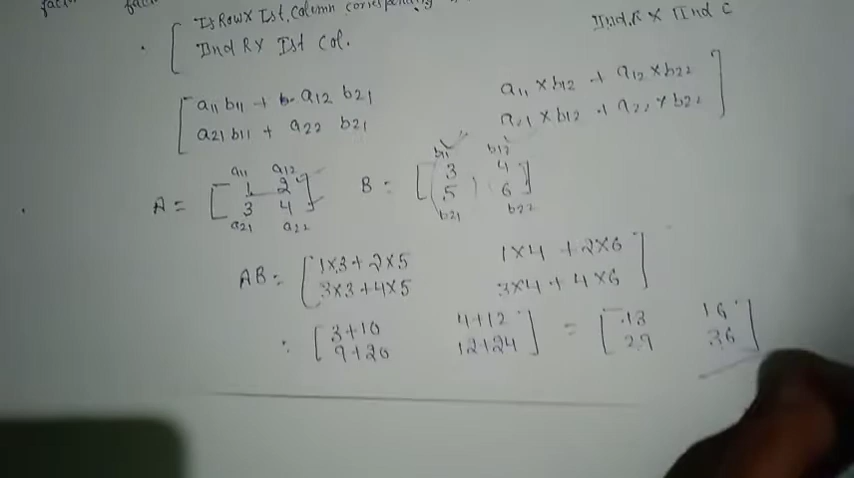 [ Ist Row X Ist. Column corresponding
IInd R X Ist Col. IInd. R X IInd C
[ a11 b11 + a12 b21 a11 X b12 + a12 X b22 ]
a21 b11 + a22 b21 a21 X b12 + a22 X b22
a11 a12 b11 b12
A = [ 1 2 ] B = [ 3 4 ]
3 4 5 6
a21 a22 b21 b22
AB = [ 1X3 + 2X5 1X4 + 2X6 ]
3X3 + 4X5 3X4 + 4X6
: [ 3+10 4+12 ] = [ 13 16 ]
9+20 12+24 29 36